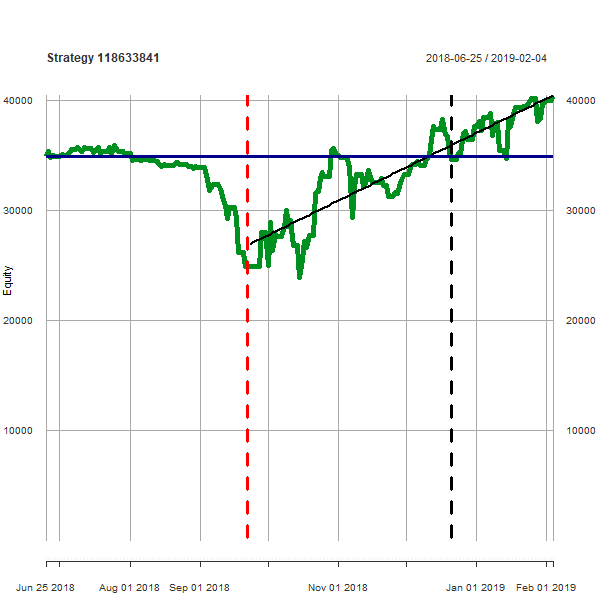 Strategy 118633841
2018-06-25 / 2019-02-04
40000 40000
30000 30000
Equity
20000 20000
10000 10000
Jun 25 2018 Aug 01 2018 Sep 01 2018 Nov 01 2018 Jan 01 2019 Feb 01 2019